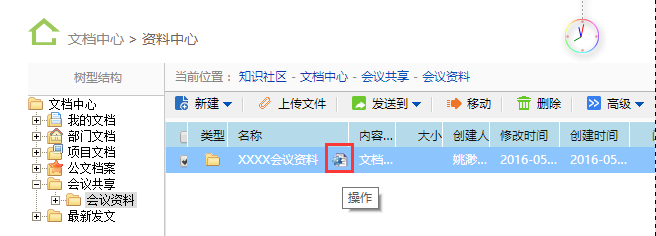 文档中心 > 资料中心
树型结构
文档中心
我的文档
部门文档
项目文档
公文档案
会议共享
会议资料
最新发文
当前位置： 知识社区 - 文档中心 - 会议共享 - 会议资料
新建 上传文件 发送到 移动 删除 高级
类型 名称 内容... 大小 创建人 修改时间 创建时间
XXXX会议资料 文档... 姚渺... 2016-05... 2016-05...
操作